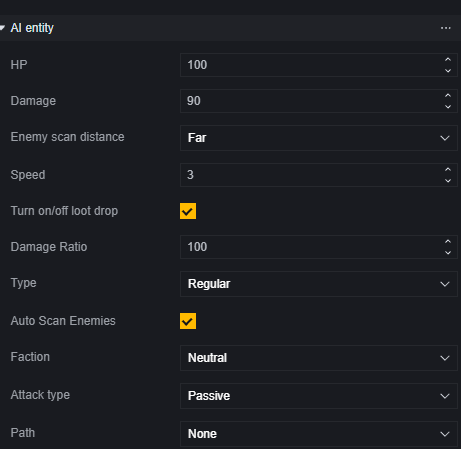 AI entity ...
HP 100
Damage 90
Enemy scan distance Far
Speed 3
Turn on/off loot drop
Damage Ratio 100
Type Regular
Auto Scan Enemies
Faction Neutral
Attack type Passive
Path None